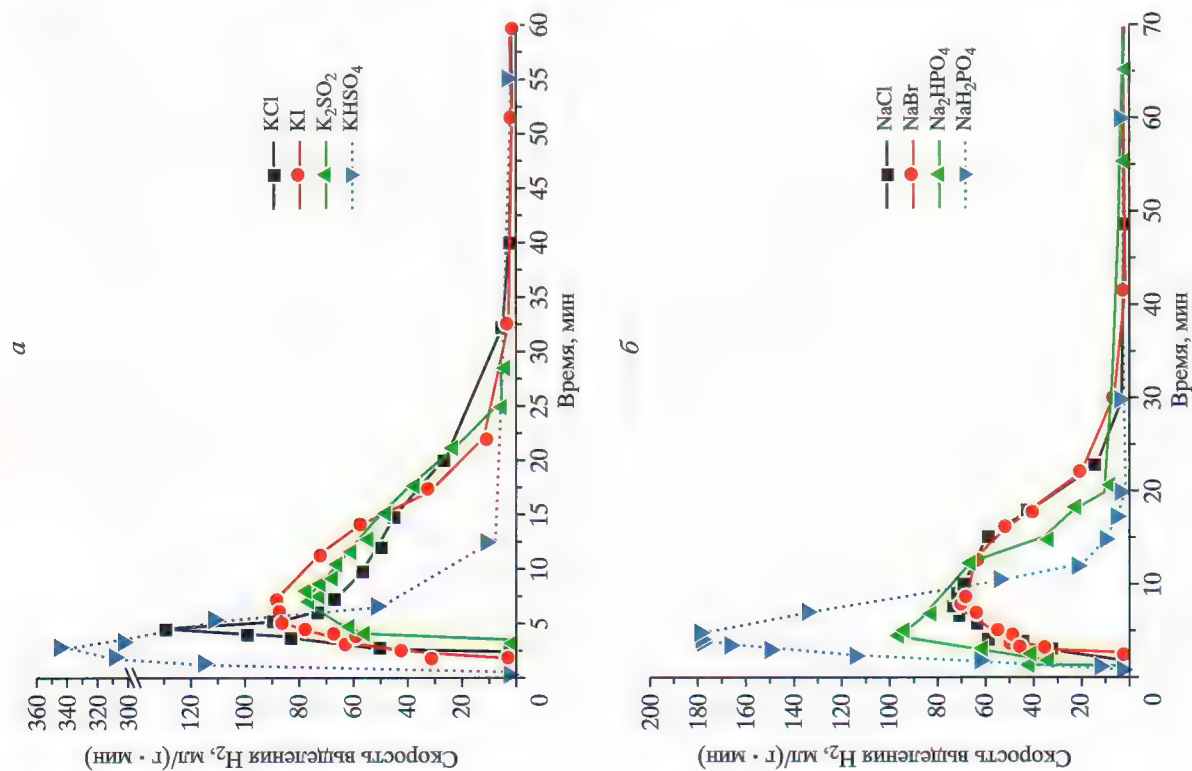 а
Скорость выделения H₂, мл/(г · мин)
360
340
320
300
100
80
60
40
20
0
5
10
15
20
25
30
35
40
45
50
55
60
Время, мин
KCl
KI
K₂SO₂
KHSO₄
б
Скорость выделения H₂, мл/(г · мин)
200
180
160
140
120
100
80
60
40
20
0
10
20
30
40
50
60
70
Время, мин
NaCl
NaBr
Na₂HPO₄
NaH₂PO₄